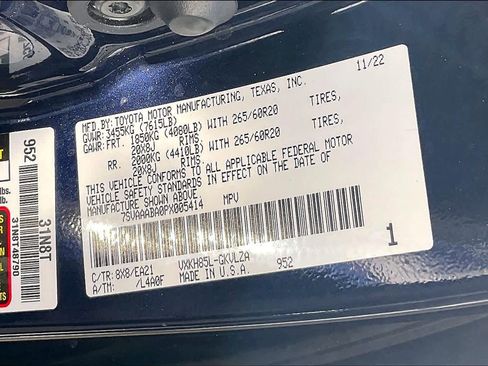 MFD.BY:TOYOTA MOTOR MANUFACTURING, TEXAS, INC. 11/22
GVWR: 3455KG (7615LB)
GAWR: FRT. 1850KG (4080LB) WITH 265/60R20 TIRES,
20X8J RIMS
RR. 2000KG (4410LB) WITH 265/60R20 TIRES,
20X8J RIMS
THIS VEHICLE CONFORMS TO ALL APPLICABLE FEDERAL MOTOR
VEHICLE SAFETY STANDARDS IN EFFECT ON THE DATE OF
MANUFACTURE SHOWN ABOVE.
7SVAAABA0PX005414 MPV
1
C/TR: 8X8/EA21 VXKH85L-GKVLZA
A/TM: /L4A0F MADE IN U.S.A. 952
952
31N8T
31N8T48790
lbs.